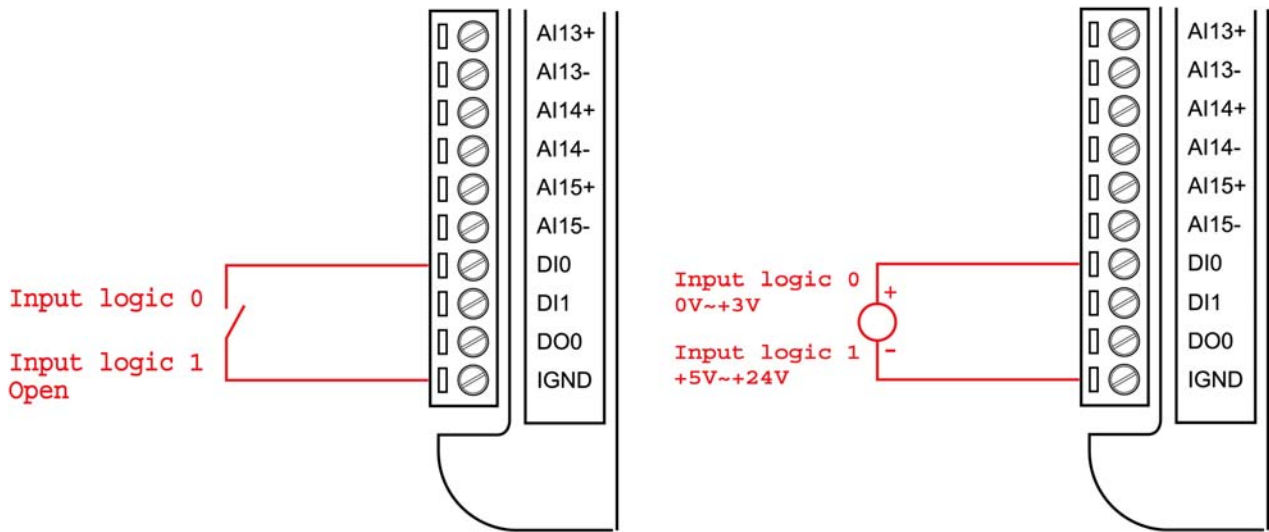 AI13+
AI13-
AI14+
AI14-
AI15+
AI15-
DI0
DI1
DO0
IGND
Input logic 0
Input logic 1
Open
AI13+
AI13-
AI14+
AI14-
AI15+
AI15-
DI0
DI1
DO0
IGND
Input logic 0
0V~+3V
+
-
Input logic 1
+5V~+24V